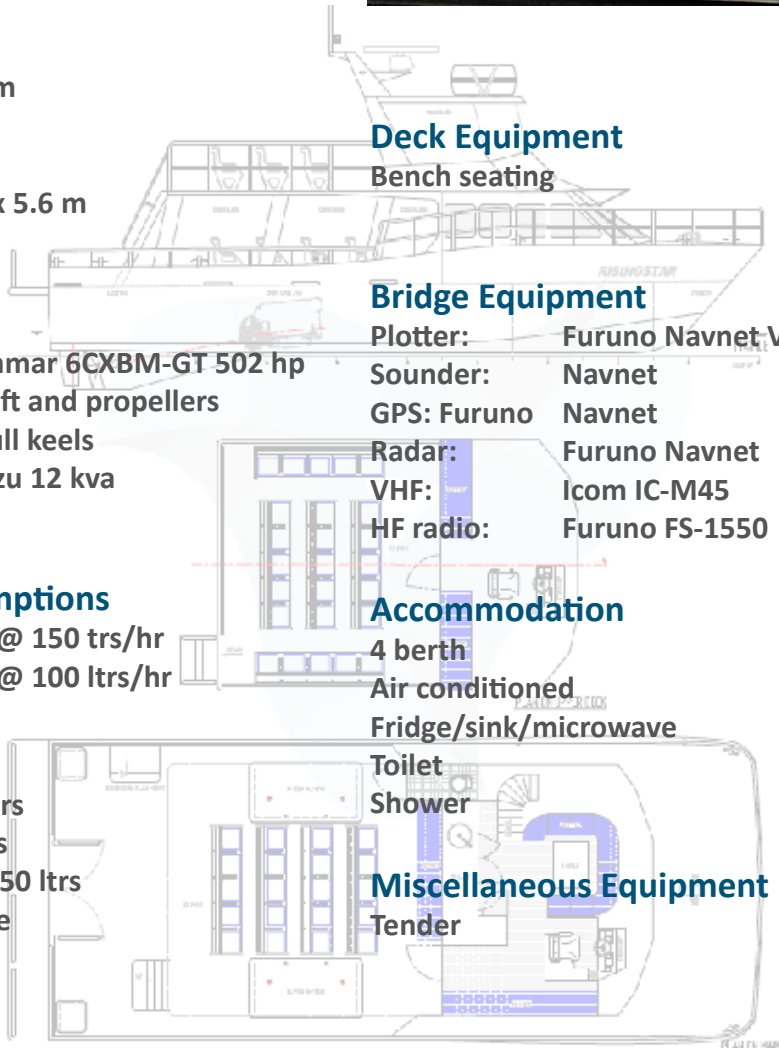 m
x 5.6 m
mar 6CXBM-GT 502 hp
ft and propellers
ll keels
zu 12 kva
mptions
@ 150 trs/hr
@ 100 ltrs/hr
rs
s
50 ltrs
e
Deck Equipment
Bench seating
RISING STAR
Bridge Equipment
Plotter: Furuno Navnet V
Sounder: Navnet
GPS: Furuno Navnet
Radar: Furuno Navnet
VHF: Icom IC-M45
HF radio: Furuno FS-1550
Accommodation
4 berth
Air conditioned
Fridge/sink/microwave
Toilet
Shower
Miscellaneous Equipment
Tender